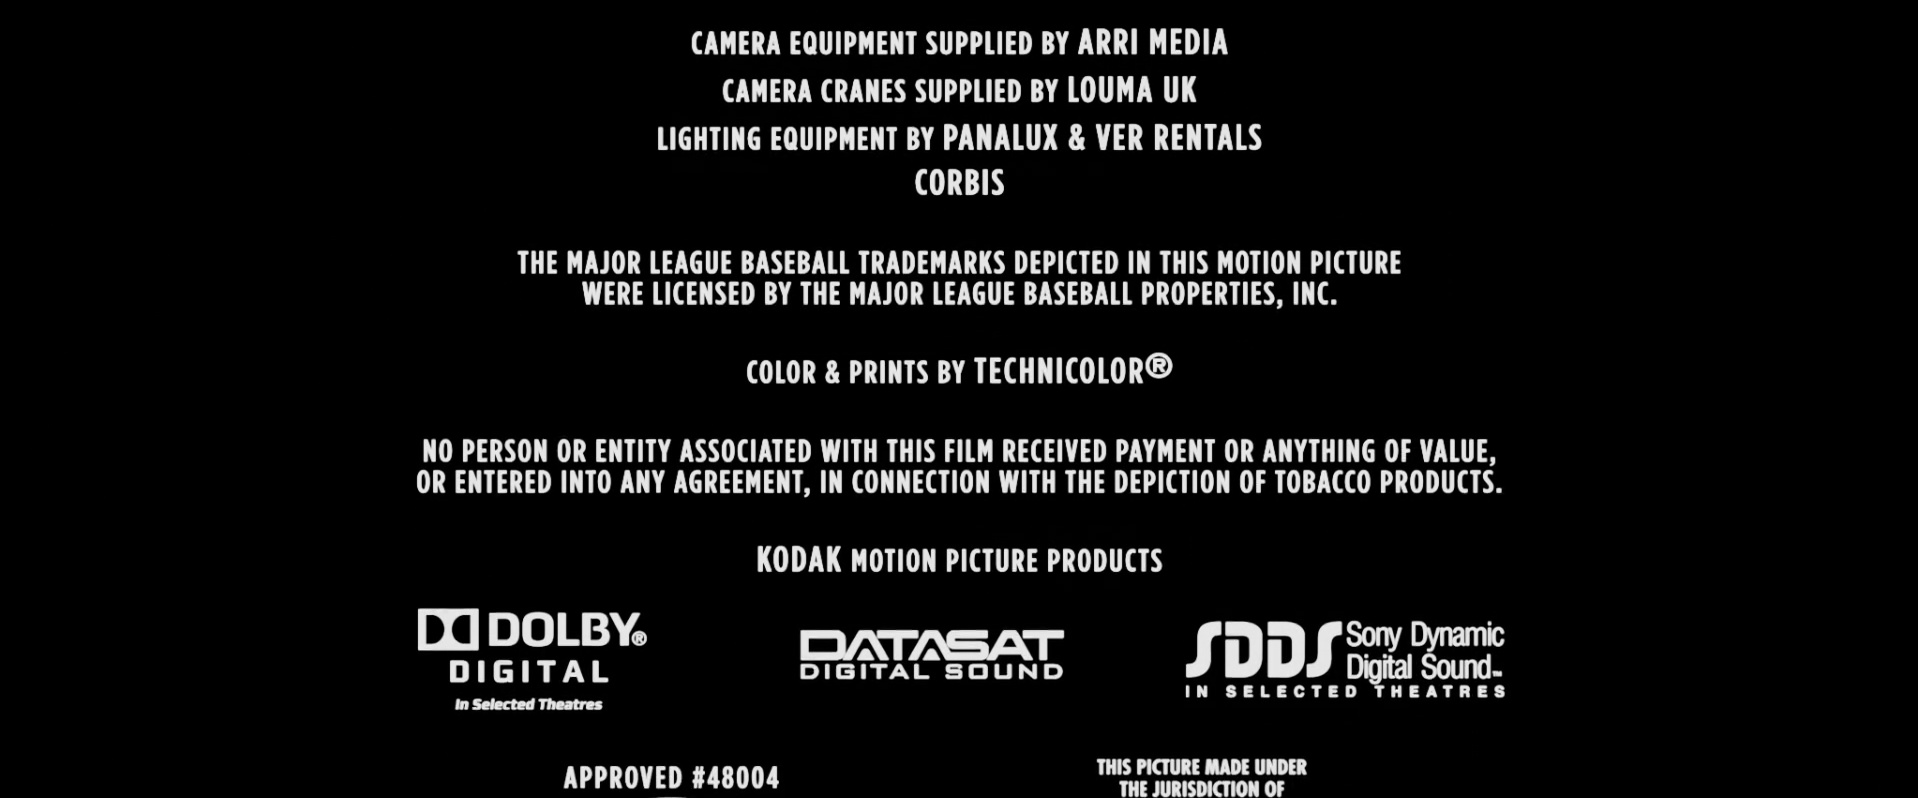 CAMERA EQUIPMENT SUPPLIED BY ARRI MEDIA
CAMERA CRANES SUPPLIED BY LOUMA UK
LIGHTING EQUIPMENT BY PANALUX & VER RENTALS
CORBIS
THE MAJOR LEAGUE BASEBALL TRADEMARKS DEPICTED IN THIS MOTION PICTURE
WERE LICENSED BY THE MAJOR LEAGUE BASEBALL PROPERTIES, INC.
COLOR & PRINTS BY TECHNICOLOR®
NO PERSON OR ENTITY ASSOCIATED WITH THIS FILM RECEIVED PAYMENT OR ANYTHING OF VALUE,
OR ENTERED INTO ANY AGREEMENT, IN CONNECTION WITH THE DEPICTION OF TOBACCO PRODUCTS.
KODAK MOTION PICTURE PRODUCTS
DOLBY®
DIGITAL
In Selected Theatres
DATASAT
DIGITAL SOUND
SDDS Sony Dynamic
Digital Sound™
IN SELECTED THEATRES
APPROVED #48004
THIS PICTURE MADE UNDER
THE JURISDICTION OF